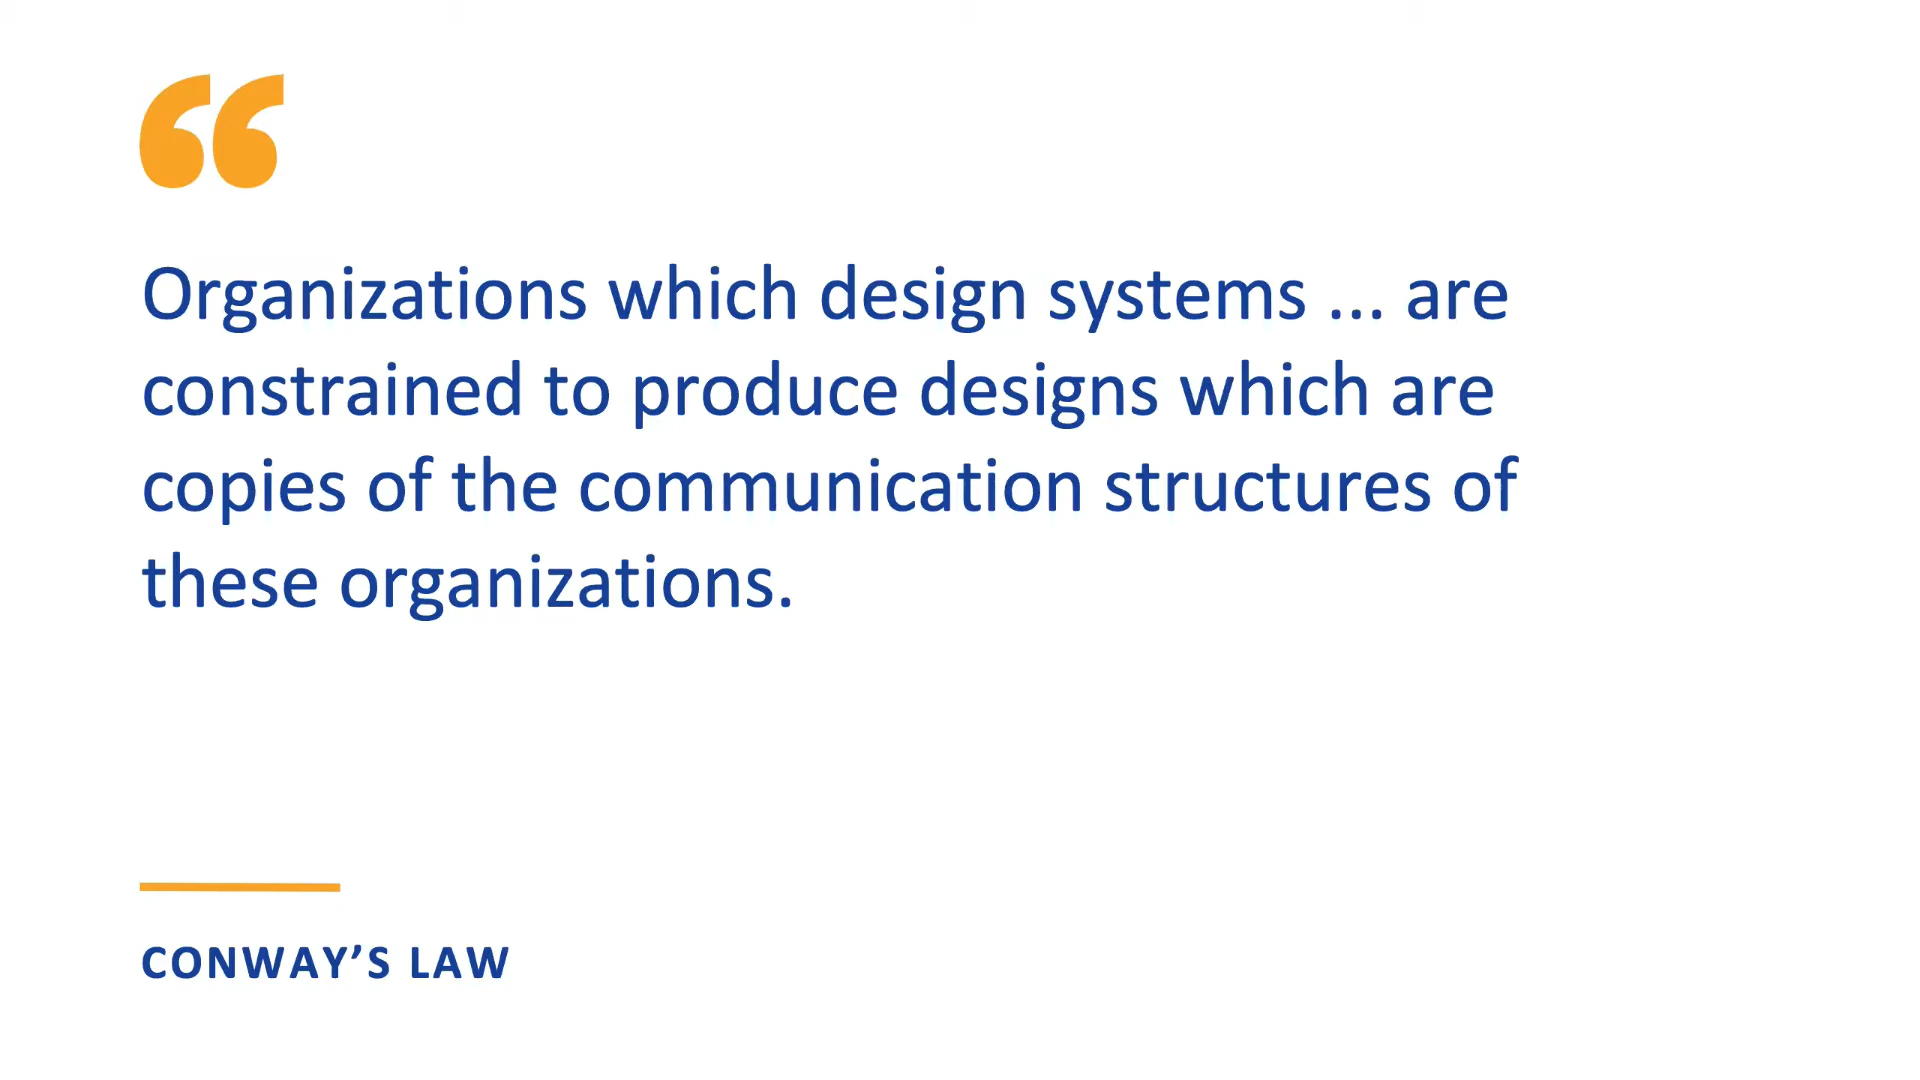 “
Organizations which design systems ... are
constrained to produce designs which are
copies of the communication structures of
these organizations.
CONWAY’S LAW